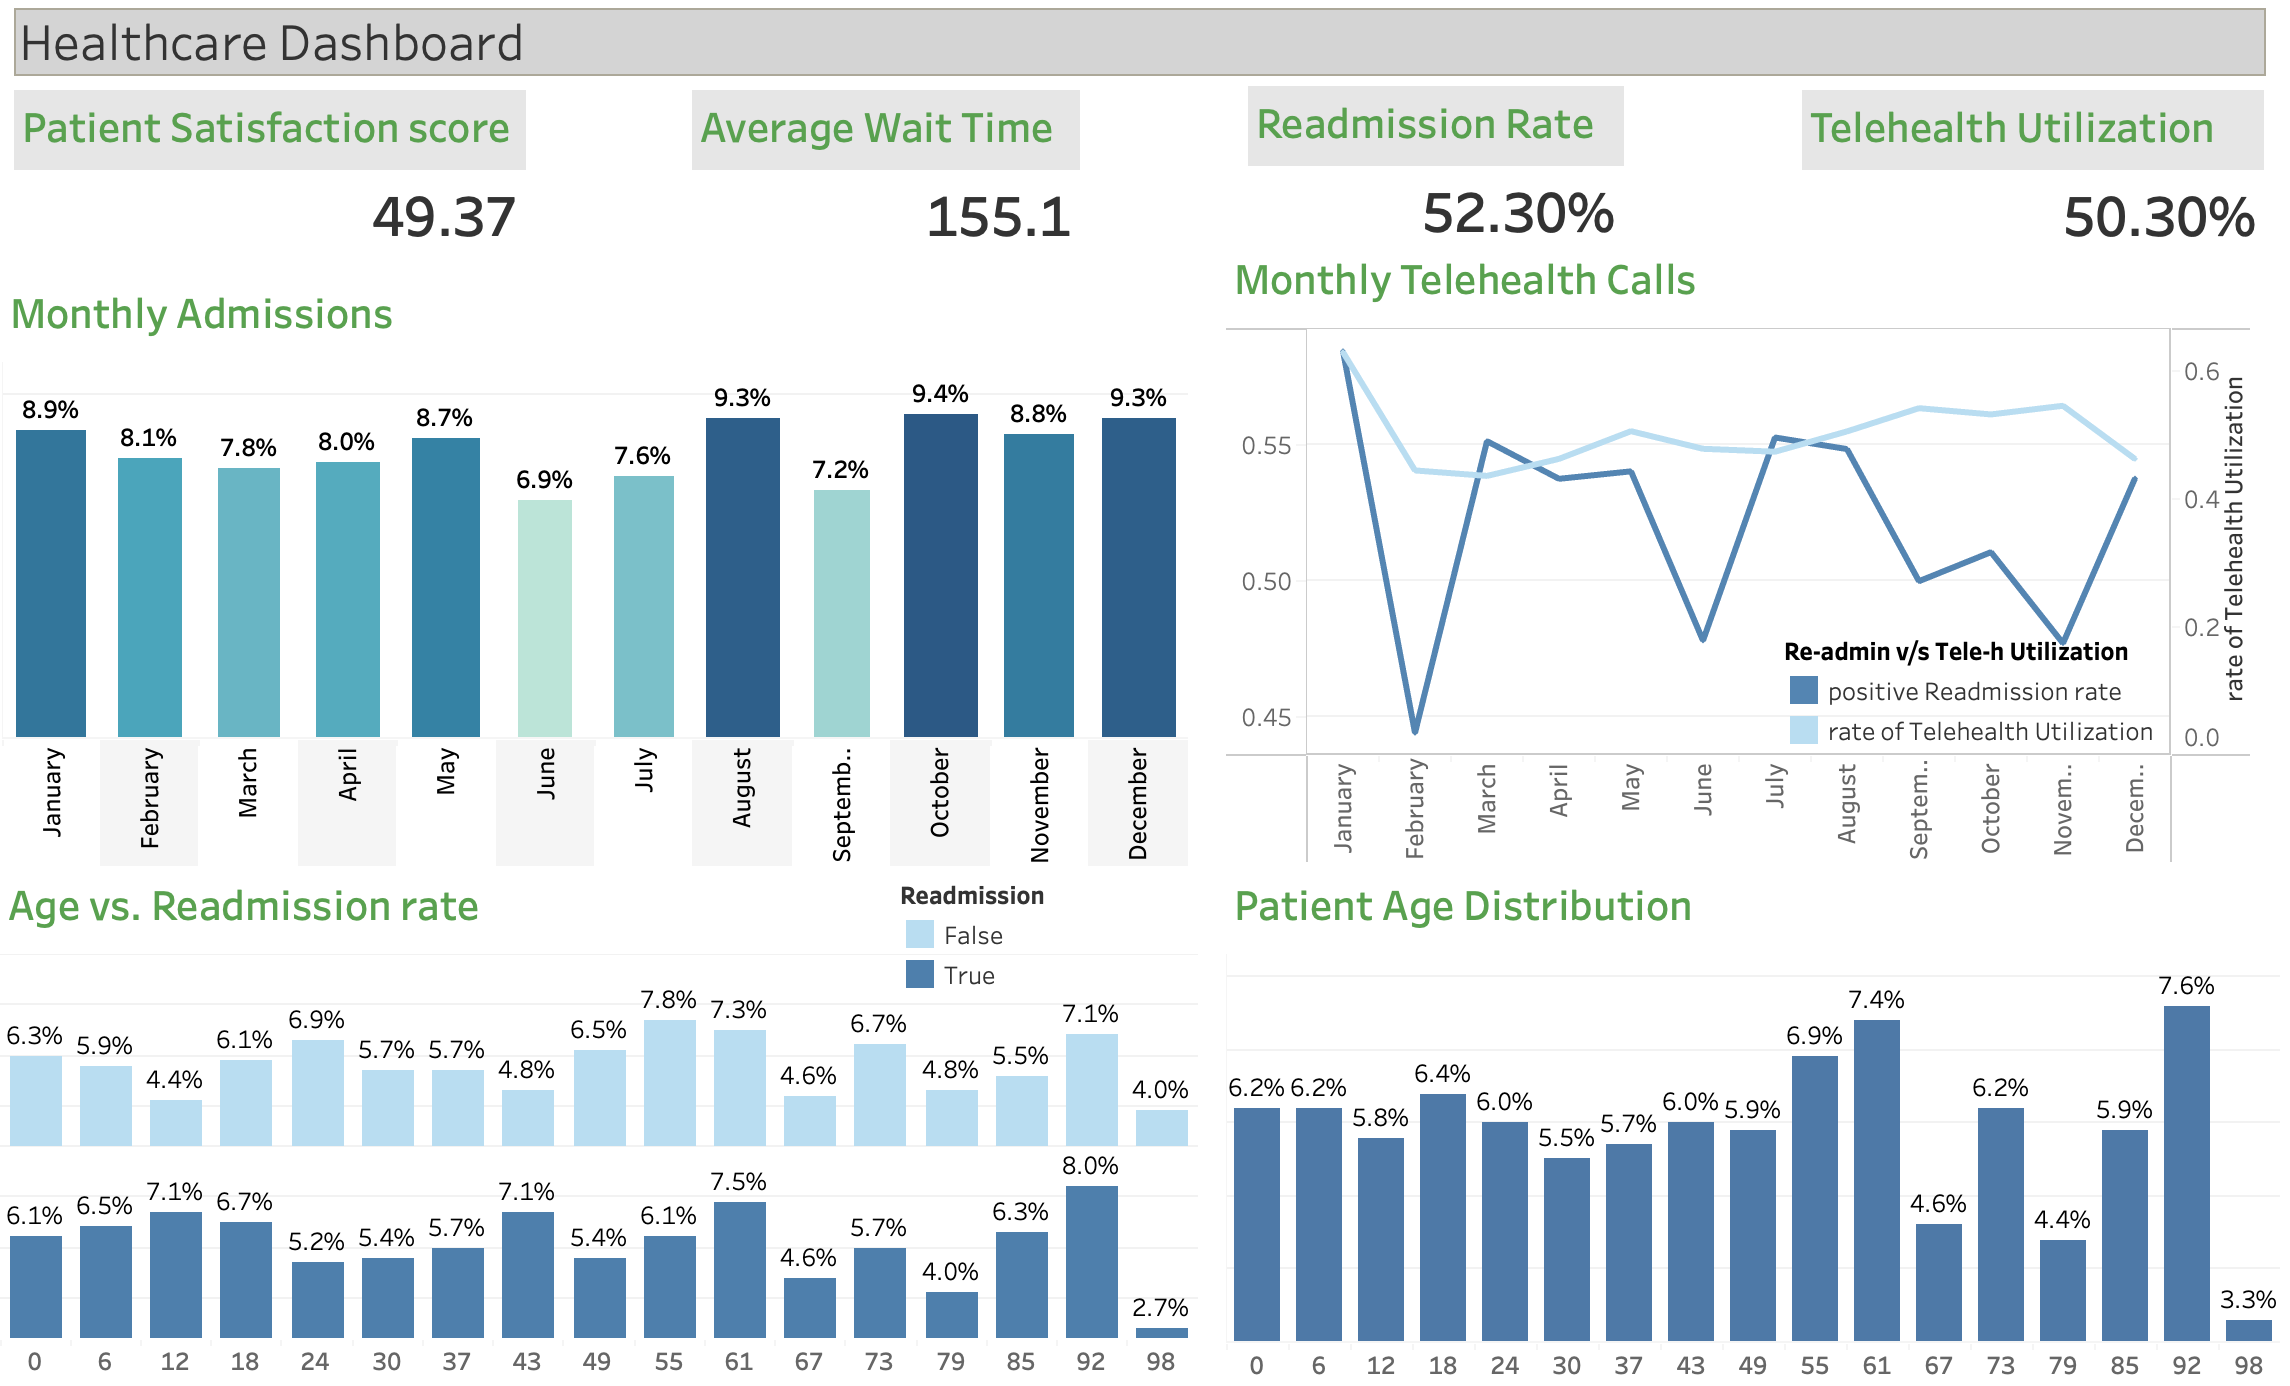 Healthcare Dashboard
Patient Satisfaction score
49.37
Average Wait Time
155.1
Readmission Rate
52.30%
Telehealth Utilization
50.30%
Monthly Admissions
8.9% 8.1% 7.8% 8.0% 8.7% 6.9% 7.6% 9.3% 7.2% 9.4% 8.8% 9.3%
January February March April May June July August Septemb.. October November December
Monthly Telehealth Calls
0.55
0.50
0.45
0.6
0.4
0.2
0.0
rate of Telehealth Utilization
Re-admin v/s Tele-h Utilization
positive Readmission rate
rate of Telehealth Utilization
January February March April May June July August Septem.. October Novem.. Decem..
Age vs. Readmission rate
Readmission
False
True
6.3% 5.9% 4.4% 6.1% 6.9% 5.7% 5.7% 4.8% 6.5% 7.8% 7.3% 4.6% 6.7% 4.8% 5.5% 7.1% 4.0%
6.1% 6.5% 7.1% 6.7% 5.2% 5.4% 5.7% 7.1% 5.4% 6.1% 7.5% 4.6% 5.7% 4.0% 6.3% 8.0% 2.7%
0 6 12 18 24 30 37 43 49 55 61 67 73 79 85 92 98
Patient Age Distribution
6.2% 6.2% 5.8% 6.4% 6.0% 5.5% 5.7% 6.0% 5.9% 6.9% 7.4% 4.6% 6.2% 4.4% 5.9% 7.6% 3.3%
0 6 12 18 24 30 37 43 49 55 61 67 73 79 85 92 98